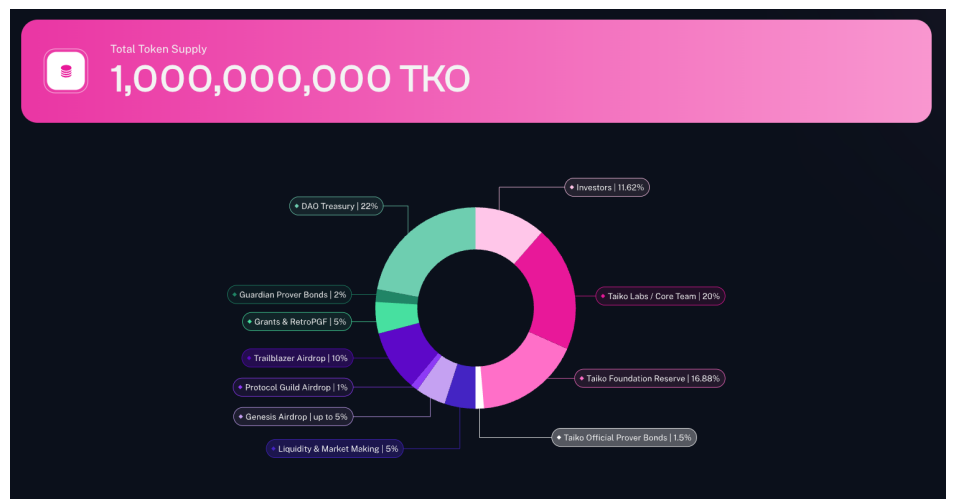 Total Token Supply
1,000,000,000 TKO
Investors | 11.62%
DAO Treasury | 22%
Guardian Prover Bonds | 2%
Taiko Labs / Core Team | 20%
Grants & RetroPGF | 5%
Trailblazer Airdrop | 10%
Taiko Foundation Reserve | 16.88%
Protocol Guild Airdrop | 1%
Genesis Airdrop | up to 5%
Taiko Official Prover Bonds | 1.5%
Liquidity & Market Making | 5%